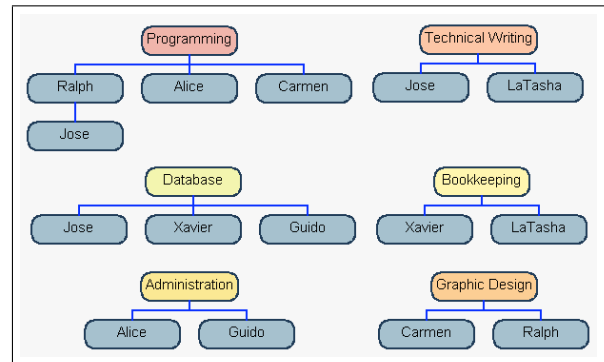 Programming
Technical Writing
Ralph
Alice
Carmen
Jose
LaTasha
Jose
Database
Bookkeeping
Jose
Xavier
Guido
Xavier
LaTasha
Administration
Graphic Design
Alice
Guido
Carmen
Ralph